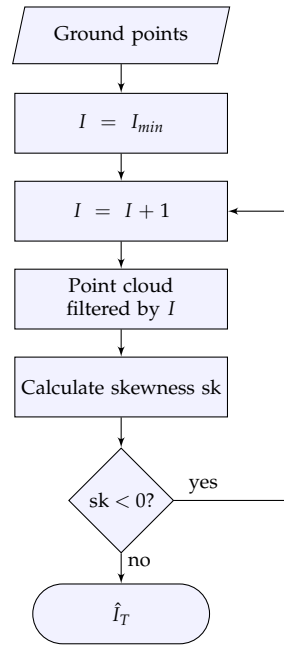 Ground points
I = I_min
I = I + 1
Point cloud
filtered by I
Calculate skewness sk
sk < 0?
yes
no
Î_T